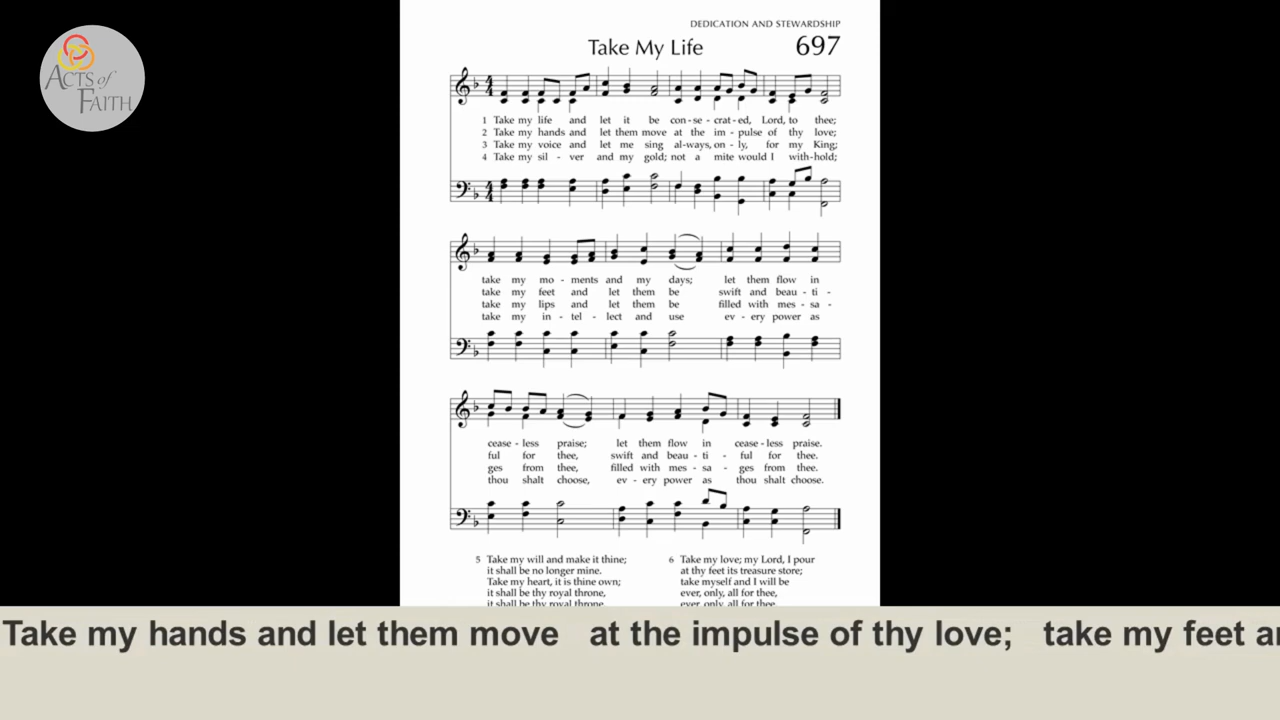 ACTS of
FAITH
DEDICATION AND STEWARDSHIP
Take My Life 697
1 Take my life and let it be con - se - crat - ed, Lord, to thee;
2 Take my hands and let them move at the im - pulse of thy love;
3 Take my voice and let me sing al - ways, on - ly, for my King;
4 Take my sil - ver and my gold; not a mite would I with - hold;
take my mo - ments and my days; let them flow in
take my feet and let them be swift and beau - ti -
take my lips and let them be filled with mes - sa -
take my in - tel - lect and use ev - ery power as
cease - less praise; let them flow in cease - less praise.
ful for thee, swift and beau - ti - ful for thee.
ges from thee, filled with mes - sa - ges from thee.
thou shalt choose, ev - ery power as thou shalt choose.
5 Take my will and make it thine;
it shall be no longer mine.
Take my heart, it is thine own;
it shall be thy royal throne,
it shall be thy royal throne.
6 Take my love; my Lord, I pour
at thy feet its treasure store;
take myself and I will be
ever, only, all for thee,
ever, only, all for thee.
Take my hands and let them move at the impulse of thy love; take my feet